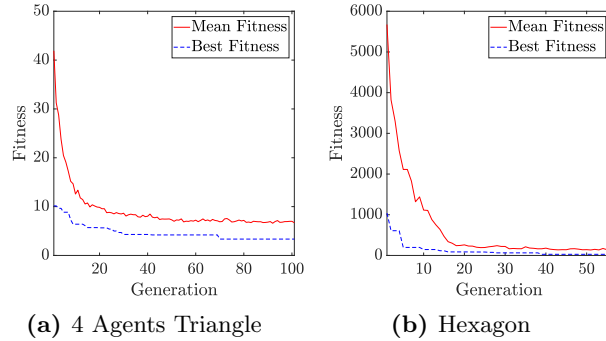 50
40
30
20
10
0
20 40 60 80 100
Fitness
Generation
Mean Fitness
Best Fitness
(a) 4 Agents Triangle
6000
5000
4000
3000
2000
1000
0
10 20 30 40 50
Fitness
Generation
Mean Fitness
Best Fitness
(b) Hexagon